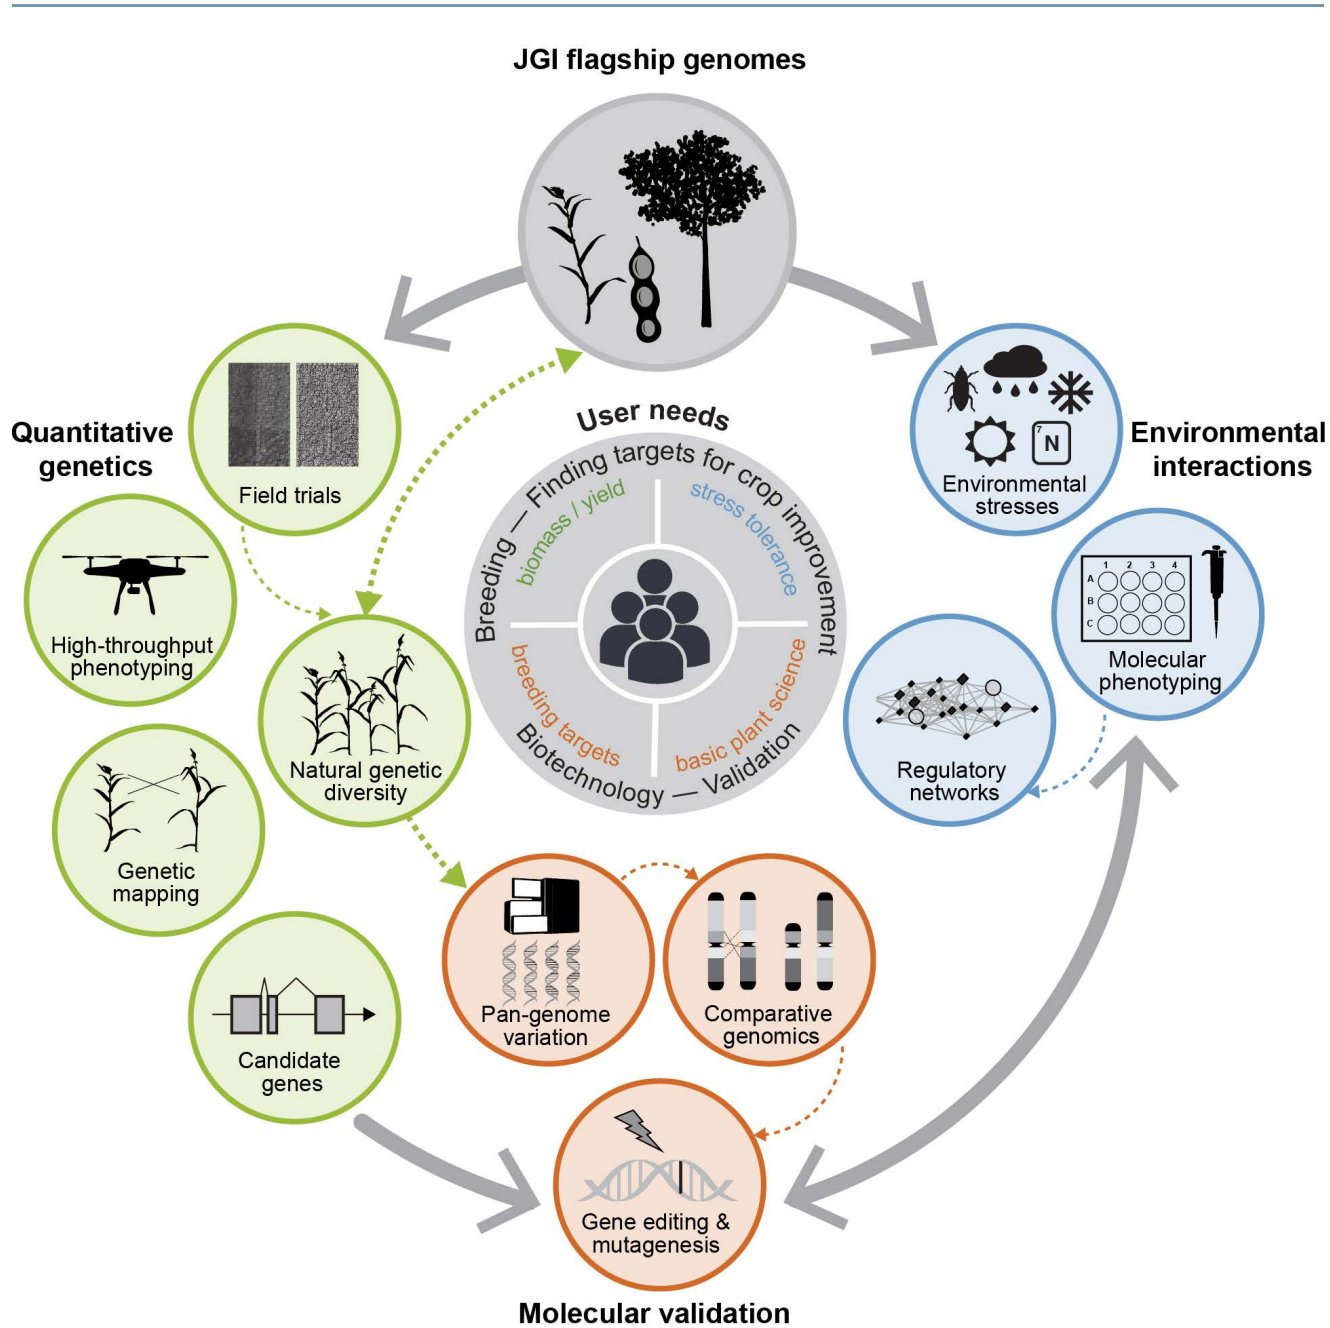 JGI flagship genomes
Quantitative
genetics
Field trials
High-throughput
phenotyping
Natural genetic
diversity
Genetic
mapping
Candidate
genes
User needs
Breeding — Finding targets for crop improvement
biomass / yield
stress tolerance
breeding targets
basic plant science
Biotechnology — Validation
Environmental
interactions
7
N
Environmental
stresses
1 2 3 4
A
B
C
Molecular
phenotyping
Regulatory
networks
Pan-genome
variation
Comparative
genomics
Gene editing &
mutagenesis
Molecular validation